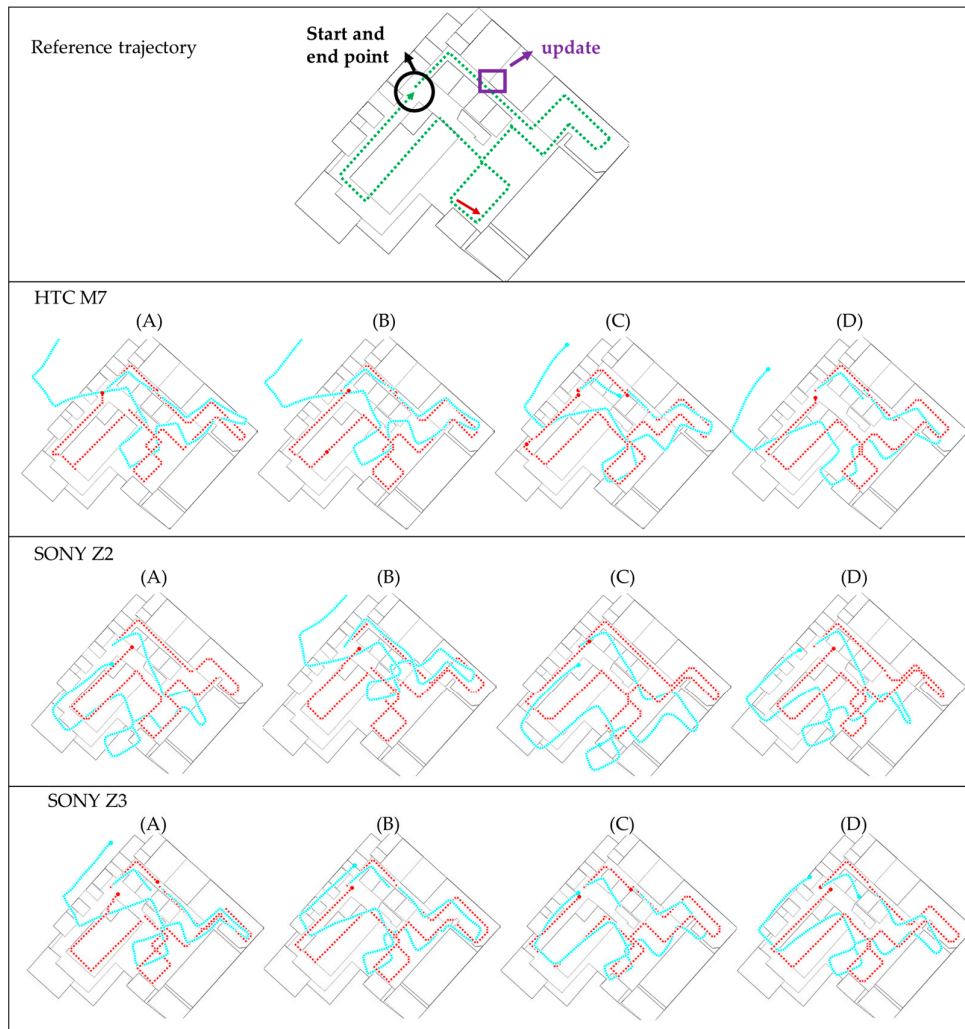 Reference trajectory
Start and
end point
update
HTC M7
(A)
(B)
(C)
(D)
SONY Z2
(A)
(B)
(C)
(D)
SONY Z3
(A)
(B)
(C)
(D)